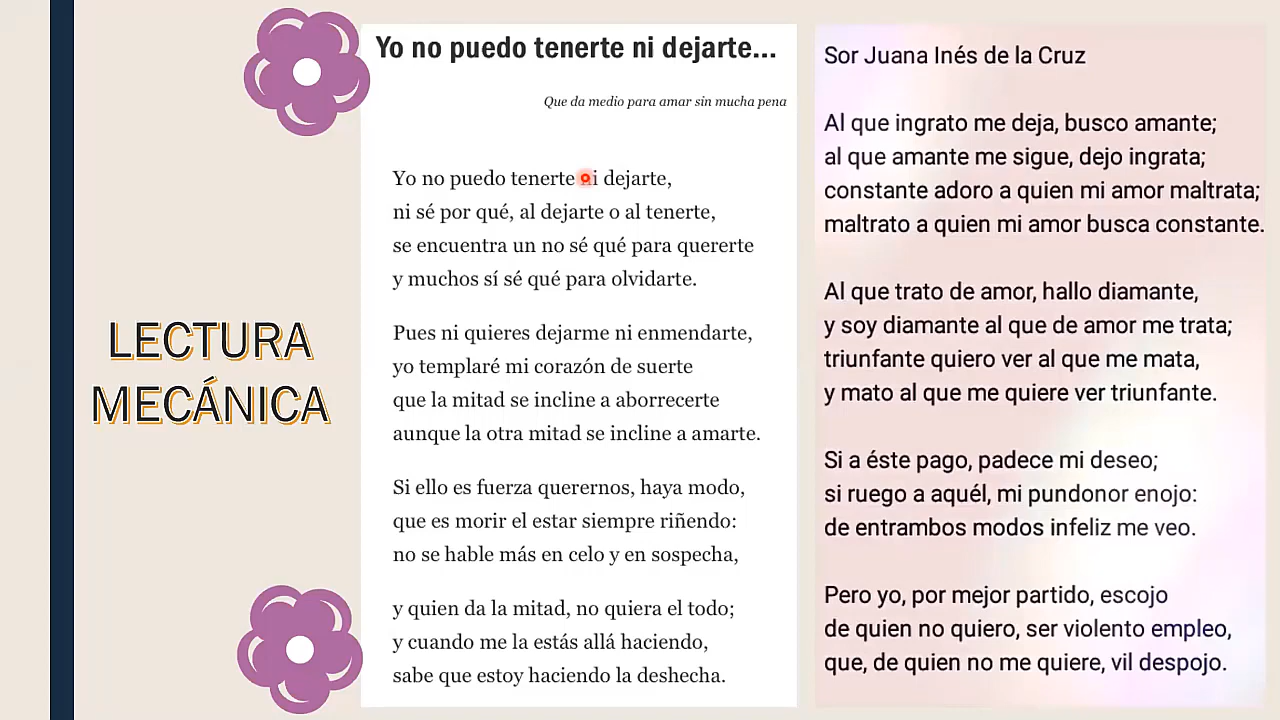 LECTURA
MECÁNICA
Yo no puedo tenerte ni dejarte...
Que da medio para amar sin mucha pena
Yo no puedo tenerte ni dejarte,
ni sé por qué, al dejarte o al tenerte,
se encuentra un no sé qué para quererte
y muchos sí sé qué para olvidarte.
Pues ni quieres dejarme ni enmendarte,
yo templaré mi corazón de suerte
que la mitad se incline a aborrecerte
aunque la otra mitad se incline a amarte.
Si ello es fuerza querernos, haya modo,
que es morir el estar siempre riñendo:
no se hable más en celo y en sospecha,
y quien da la mitad, no quiera el todo;
y cuando me la estás allá haciendo,
sabe que estoy haciendo la deshecha.
Sor Juana Inés de la Cruz
Al que ingrato me deja, busco amante;
al que amante me sigue, dejo ingrata;
constante adoro a quien mi amor maltrata;
maltrato a quien mi amor busca constante.
Al que trato de amor, hallo diamante,
y soy diamante al que de amor me trata;
triunfante quiero ver al que me mata,
y mato al que me quiere ver triunfante.
Si a éste pago, padece mi deseo;
si ruego a aquél, mi pundonor enojo:
de entrambos modos infeliz me veo.
Pero yo, por mejor partido, escojo
de quien no quiero, ser violento empleo,
que, de quien no me quiere, vil despojo.